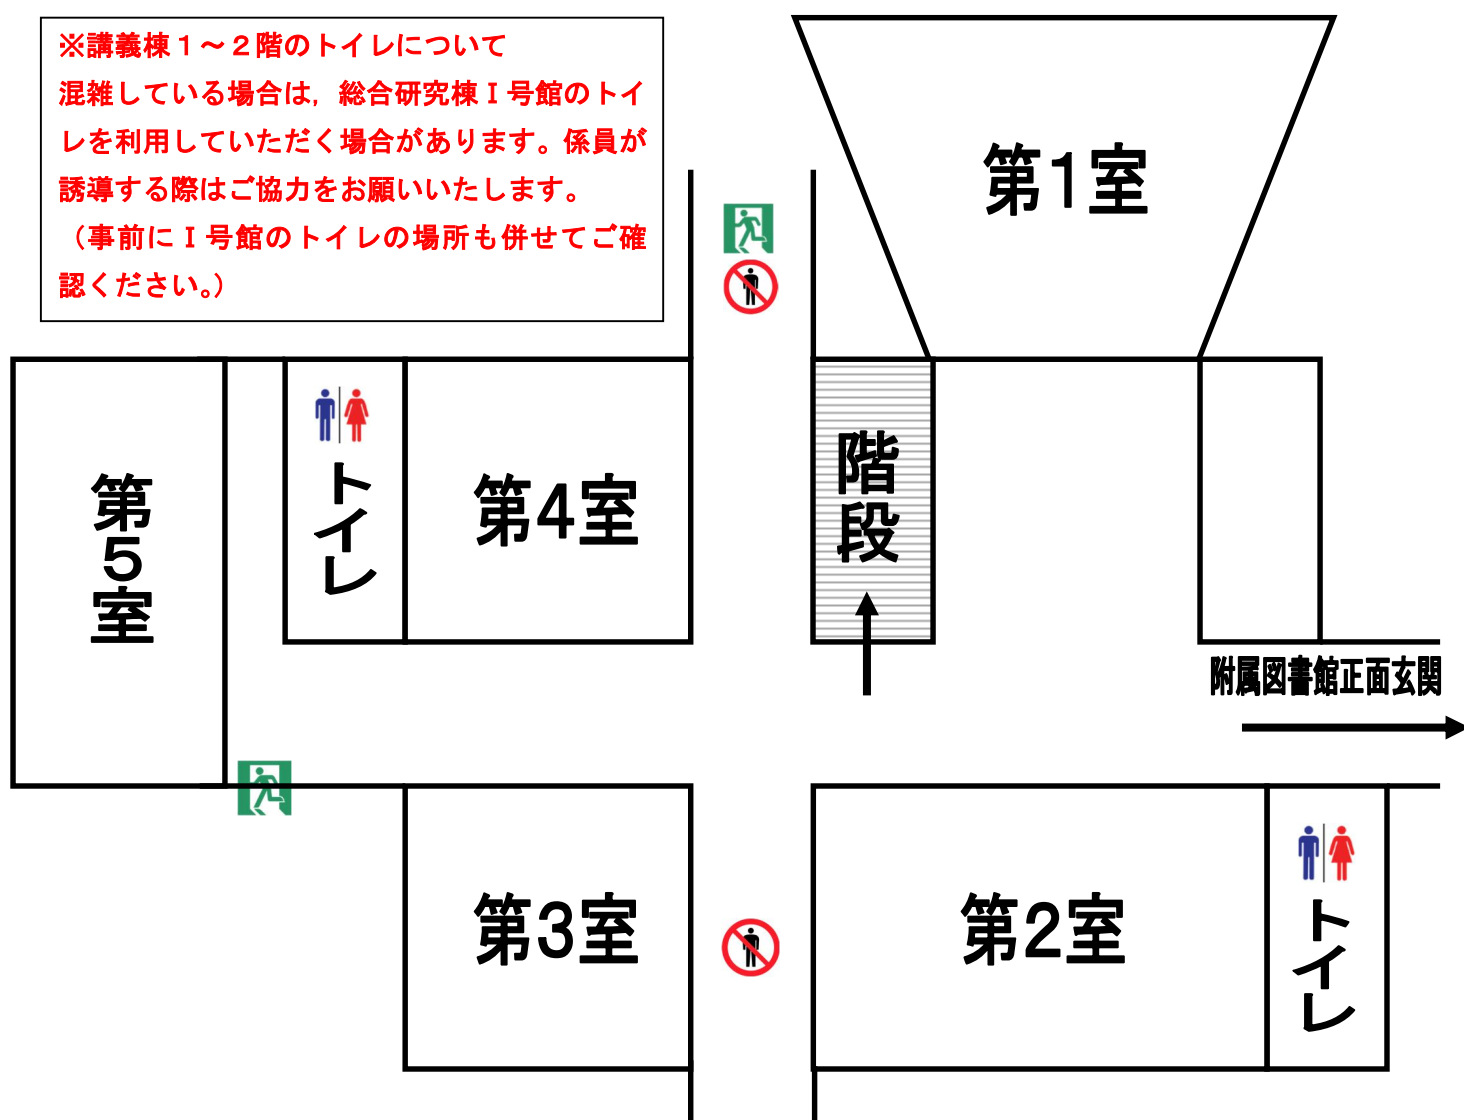 ※講義棟１～２階のトイレについて
混雑している場合は，総合研究棟Ⅰ号館のトイ
レを利用していただく場合があります。係員が
誘導する際はご協力をお願いいたします。
（事前にⅠ号館のトイレの場所も併せてご確
認ください。）
第1室
第5室
トイレ
第4室
階段
附属図書館正面玄関
第3室
第2室
トイレ